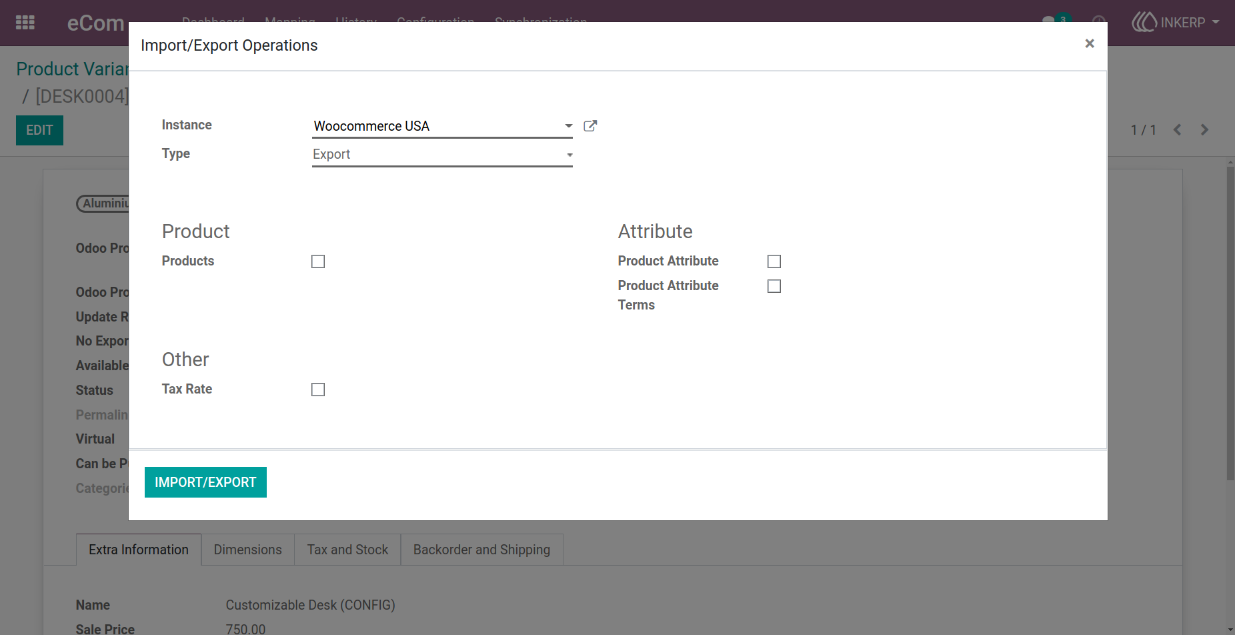 eCom Dashboard Mapping History Configuration Synchronization 3 INKERP
Import/Export Operations ×
Product Varian
/ [DESK0004]
EDIT
1 / 1
Instance Woocommerce USA
Type Export
Aluminiu
Product Attribute
Odoo Pro
Products Product Attribute
Product Attribute
Terms
Odoo Pro
Update R
No Expor
Other
Available
Tax Rate
Status
Permalin
Virtual
Can be P
Categorie
IMPORT/EXPORT
Extra Information Dimensions Tax and Stock Backorder and Shipping
Name Customizable Desk (CONFIG)
Sale Price 750.00